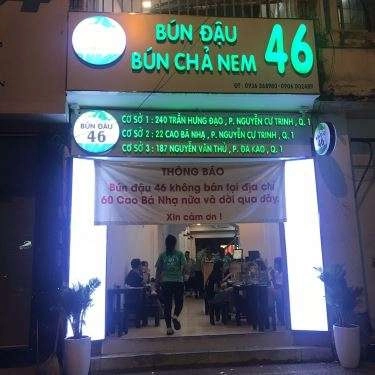 BÚN ĐẬU
BÚN CHẢ NEM 46
BÚN ĐẬU
46
CƠ SỞ 1: 240 TRẦN HƯNG ĐẠO, P. NGUYỄN CƯ TRINH, Q. 1
CƠ SỞ 2: 22 CAO BÁ NHẠ, P. NGUYỄN CƯ TRINH, Q. 1
CƠ SỞ 3: 187 NGUYỄN VĂN THỦ, P. ĐA KAO, Q. 1
THÔNG BÁO
Bún đậu 46 không bán tại địa chỉ
60 Cao Bá Nhạ nữa và dời qua đây.
Xin cám ơn !